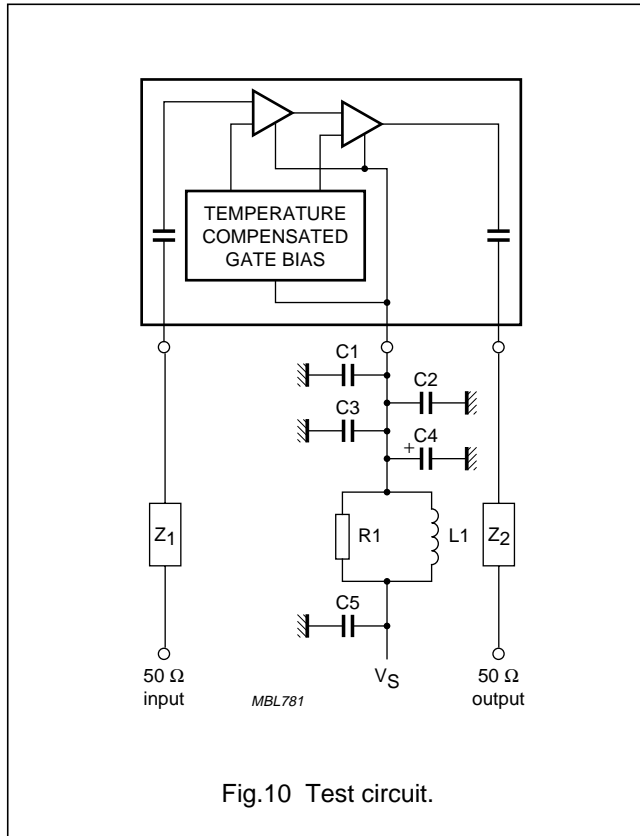 TEMPERATURE
COMPENSATED
GATE BIAS
C1
C2
C3
+ C4
Z1
R1
L1
Z2
C5
50 Ω
input
MBL781
VS
50 Ω
output
Fig.10 Test circuit.